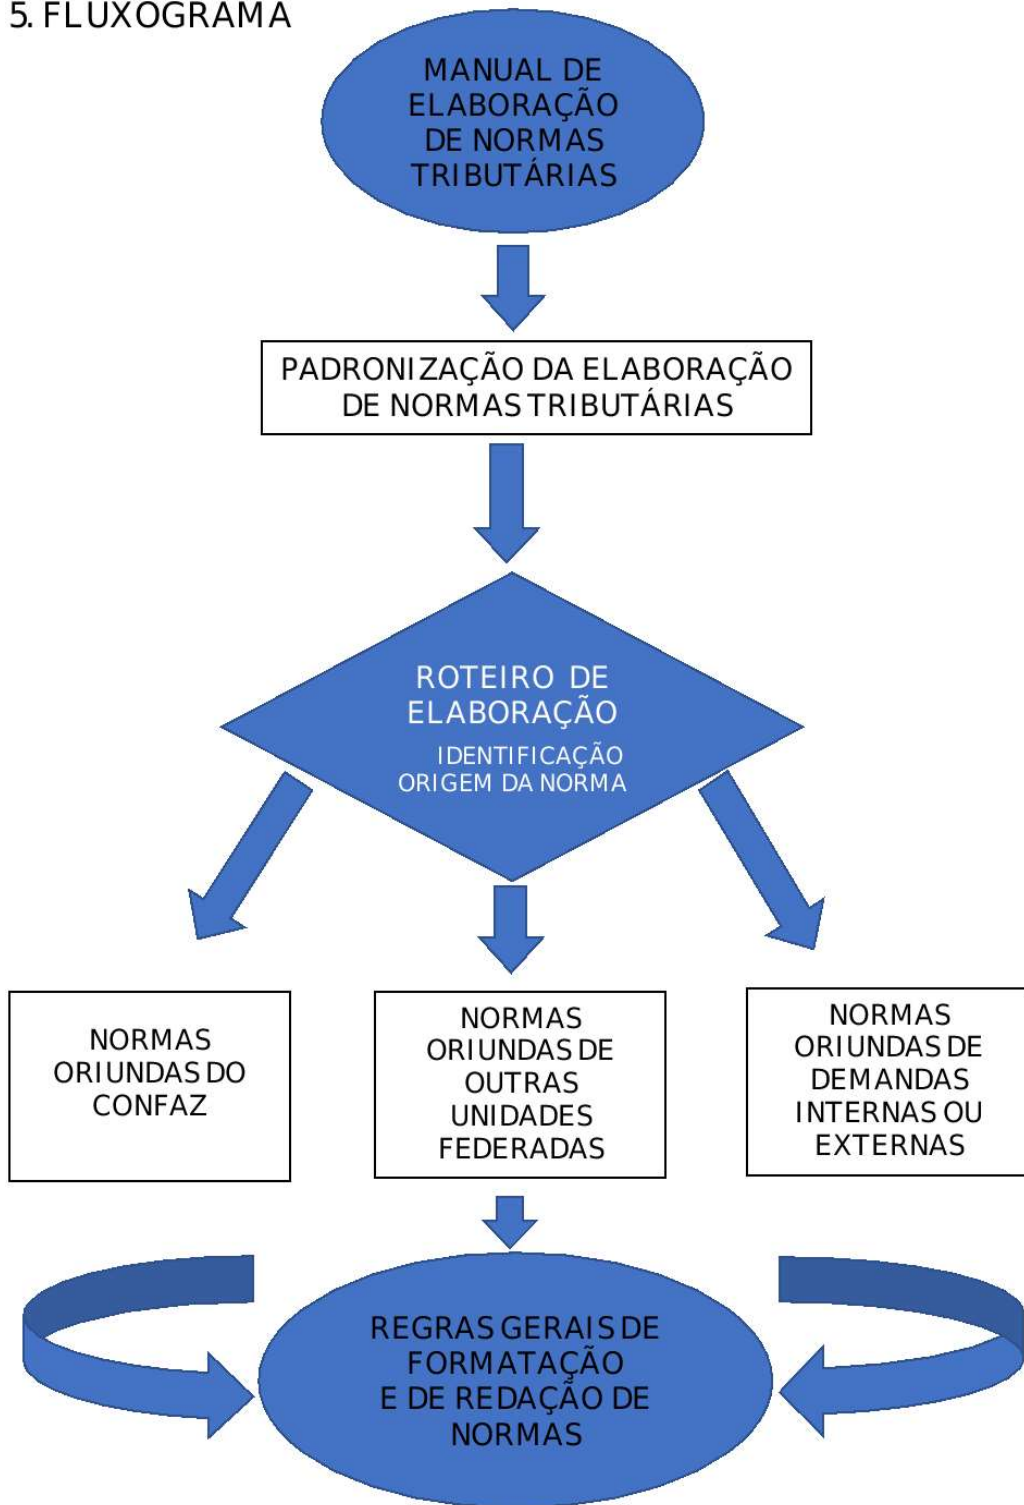 5. FLUXOGRAMA
MANUAL DE
ELABORAÇÃO
DE NORMAS
TRIBUTÁRIAS
PADRONIZAÇÃO DA ELABORAÇÃO
DE NORMAS TRIBUTÁRIAS
ROTEIRO DE
ELABORAÇÃO
IDENTIFICAÇÃO
ORIGEM DA NORMA
NORMAS
ORIUNDAS DO
CONFAZ
NORMAS
ORIUNDAS DE
OUTRAS
UNIDADES
FEDERADAS
NORMAS
ORIUNDAS DE
DEMANDAS
INTERNAS OU
EXTERNAS
REGRAS GERAIS DE
FORMATAÇÃO
E DE REDAÇÃO DE
NORMAS